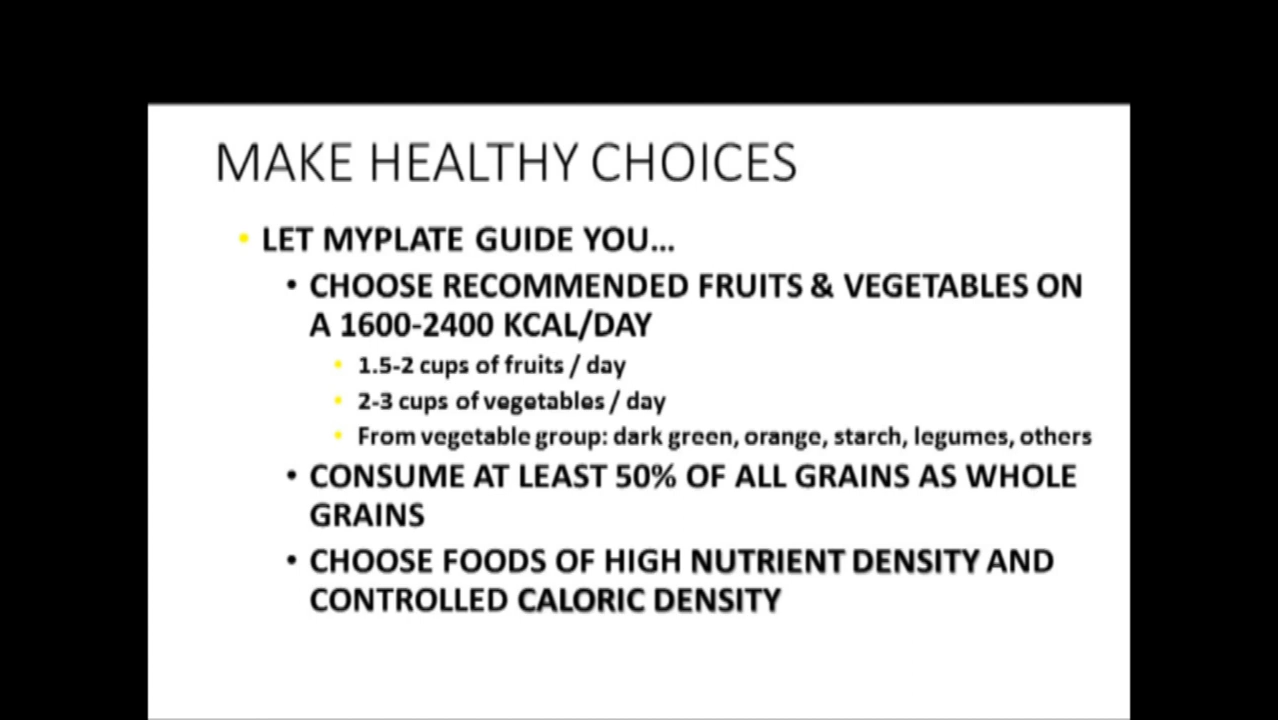 MAKE HEALTHY CHOICES
• LET MYPLATE GUIDE YOU...
• CHOOSE RECOMMENDED FRUITS & VEGETABLES ON
A 1600-2400 KCAL/DAY
• 1.5-2 cups of fruits / day
• 2-3 cups of vegetables / day
• From vegetable group: dark green, orange, starch, legumes, others
• CONSUME AT LEAST 50% OF ALL GRAINS AS WHOLE
GRAINS
• CHOOSE FOODS OF HIGH NUTRIENT DENSITY AND
CONTROLLED CALORIC DENSITY